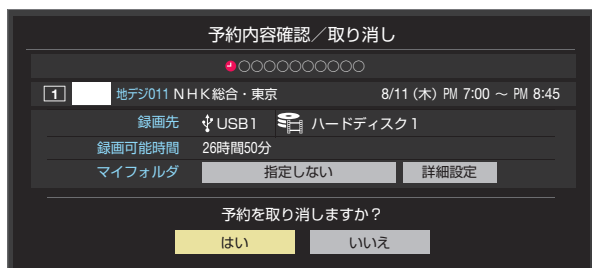 予約内容確認／取り消し
○○○○○○○○○○
1 地デジ011 ＮＨＫ総合・東京 8/11 (木) PM 7:00 ～ PM 8:45
録画先 USB1 ハードディスク1
録画可能時間 26時間50分
マイフォルダ 指定しない 詳細設定
予約を取り消しますか？
はい いいえ